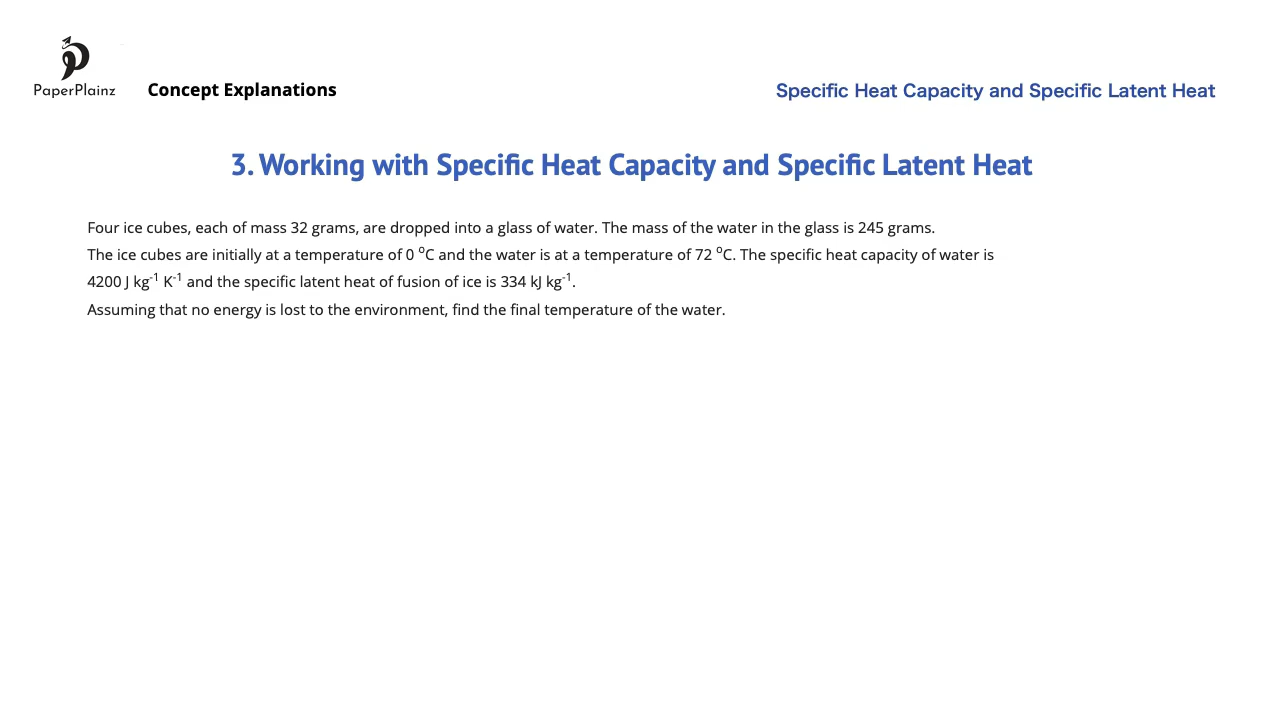 PaperPlainz
Concept Explanations
Specific Heat Capacity and Specific Latent Heat
3. Working with Specific Heat Capacity and Specific Latent Heat
Four ice cubes, each of mass 32 grams, are dropped into a glass of water. The mass of the water in the glass is 245 grams.
The ice cubes are initially at a temperature of 0 ⁰C and the water is at a temperature of 72 ⁰C. The specific heat capacity of water is
4200 J kg⁻¹ K⁻¹ and the specific latent heat of fusion of ice is 334 kJ kg⁻¹.
Assuming that no energy is lost to the environment, find the final temperature of the water.